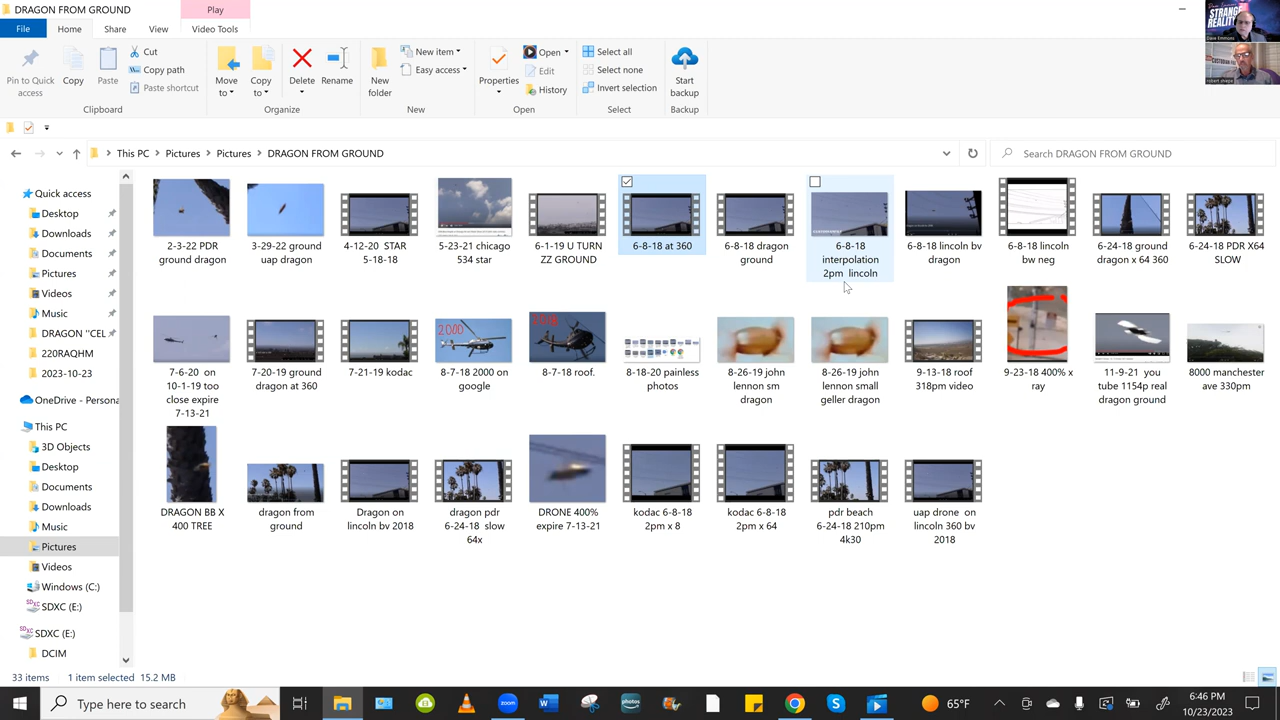 DRAGON FROM GROUND
Play
File
Home
Share
View
Video Tools
Pin to Quick access
Copy
Paste
Cut
Copy path
Paste shortcut
Clipboard
Move to
Copy to
Delete
Rename
Organize
New folder
New item
Easy access
New
Properties
Open
Edit
History
Open
Select all
Select none
Invert selection
Select
Start backup
Backup
STRANGE
REALITY
Dave Emmons
This PC
Pictures
Pictures
DRAGON FROM GROUND
Search DRAGON FROM GROUND
Quick access
Desktop
Downloads
Documents
Pictures
Videos
Music
DRAGON "CEL
220RAQHM
2023-10-23
OneDrive - Persona
This PC
3D Objects
Desktop
Documents
Downloads
Music
Pictures
Videos
Windows (C:)
SDXC (E:)
SDXC (E:)
DCIM
2-3-22 PDR
ground dragon
3-29-22 ground
uap dragon
4-12-20 STAR
5-18-18
5-23-21 chicago
534 star
6-1-19 U TURN
ZZ GROUND
6-8-18 at 360
6-8-18 dragon
ground
6-8-18
interpolation
2pm lincoln
6-8-18 lincoln bv
dragon
6-8-18 lincoln
bw neg
6-24-18 ground
dragon x 64 360
6-24-18 PDR X64
SLOW
7-6-20 on
10-1-19 too
close expire
7-13-21
7-20-19 ground
dragon at 360
7-21-19 kodac
2000
8-7-18 2000 on
google
8-7-18 roof.
8-18-20 painless
photos
8-26-19 john
lennon sm
dragon
8-26-19 john
lennon small
geller dragon
9-13-18 roof
318pm video
9-23-18 400% x
ray
11-9-21 you
tube 1154p real
dragon ground
8000 manchester
ave 330pm
DRAGON BB X
400 TREE
dragon from
ground
Dragon on
lincoln bv 2018
dragon pdr
6-24-18 slow
64x
DRONE 400%
expire 7-13-21
kodac 6-8-18
2pm x 8
kodac 6-8-18
2pm x 64
pdr beach
6-24-18 210pm
4k30
uap drone on
lincoln 360 bv
2018
33 items
1 item selected 15.2 MB
Type here to search
zoom
photos
65°F
6:46 PM
10/23/2023